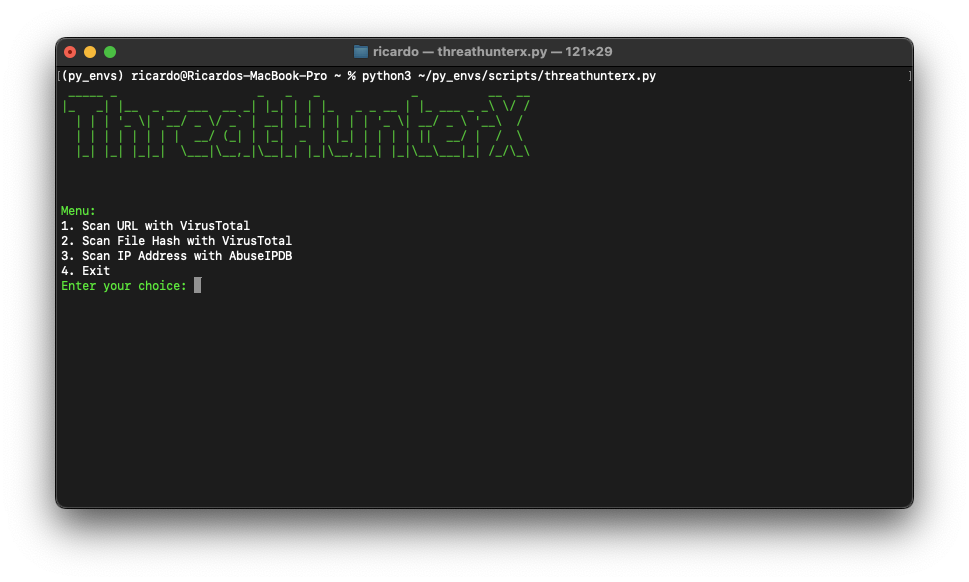 ricardo — threathunterx.py — 121×29
(py_envs) ricardo@Ricardos-MacBook-Pro ~ % python3 ~/py_envs/scripts/threathunterx.py
ThreatHunterX
Menu:
1. Scan URL with VirusTotal
2. Scan File Hash with VirusTotal
3. Scan IP Address with AbuseIPDB
4. Exit
Enter your choice: